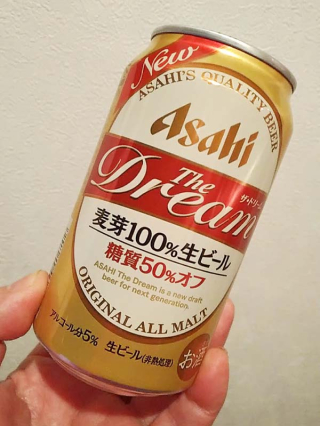 New
ASAHI'S QUALITY BEER
Asahi
The
Dream
ザ・ドリーム
麦芽100%生ビール
糖質50%オフ
ASAHI The Dream is a new draft
beer for next generation.
ORIGINAL ALL MALT
アルコール分5% 生ビール(非熱処理)
お酒